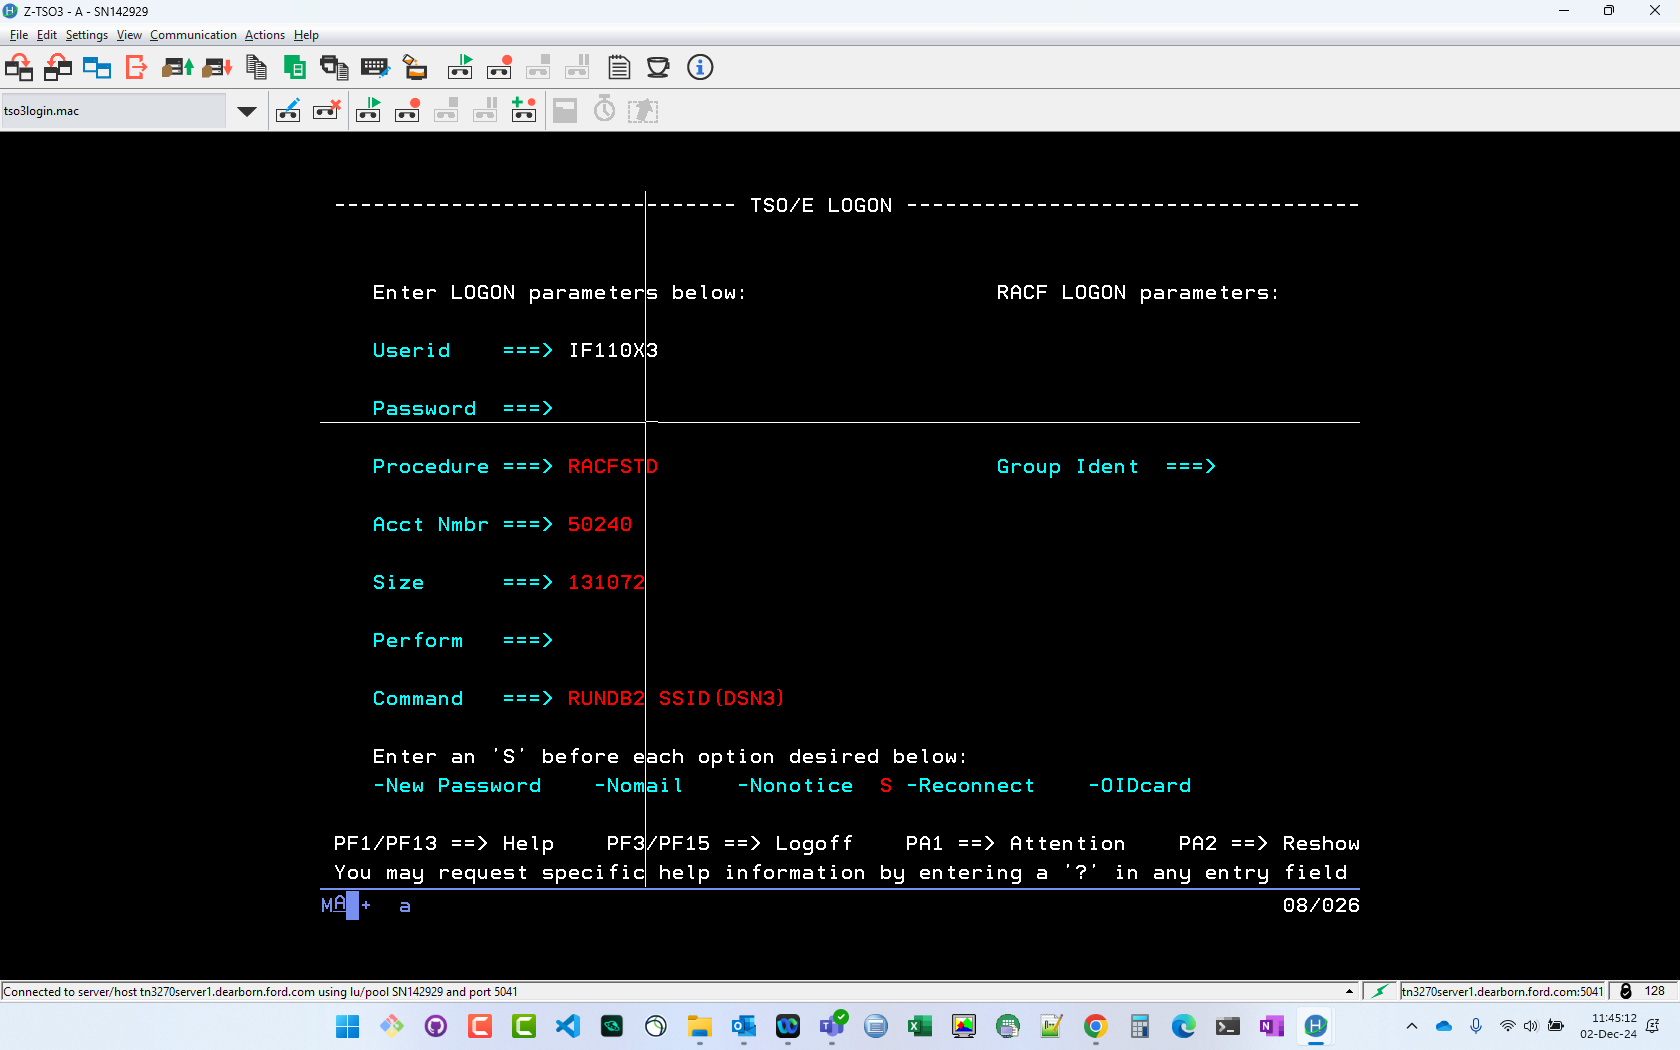 Z-TSO3 - A - SN142929
File Edit Settings View Communication Actions Help
tso3login.mac
------------------------------- TSO/E LOGON -----------------------------------
Enter LOGON parameters below: RACF LOGON parameters:
Userid ===> IF110X3
Password ===>
Procedure ===> RACFSTD Group Ident ===>
Acct Nmbr ===> 50240
Size ===> 131072
Perform ===>
Command ===> RUNDB2 SSID(DSN3)
Enter an 'S' before each option desired below:
-New Password -Nomail -Nonotice S -Reconnect -OIDcard
PF1/PF13 ==> Help PF3/PF15 ==> Logoff PA1 ==> Attention PA2 ==> Reshow
You may request specific help information by entering a '?' in any entry field
MA + a 08/026
Connected to server/host tn3270server1.dearborn.ford.com using lu/pool SN142929 and port 5041 tn3270server1.dearborn.ford.com:5041 128
11:45:12
02-Dec-24